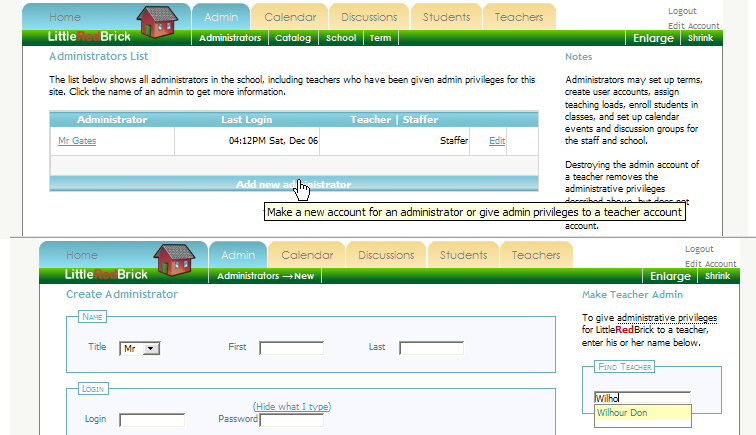 Home Admin Calendar Discussions Students Teachers
Logout
Edit Account
LittleRedBrick Administrators Catalog School Term Enlarge Shrink
Administrators List
The list below shows all administrators in the school, including teachers who have been given admin privileges for this
site. Click the name of an admin to get more information.
Administrator Last Login Teacher | Staffer
Mr Gates 04:12PM Sat, Dec 06 Staffer Edit
Add new administrator
Make a new account for an administrator or give admin privileges to a teacher account
Notes
Administrators may set up terms,
create user accounts, assign
teaching loads, enroll students in
classes, and set up calendar
events and discussion groups for
the staff and school.
Destroying the admin account of
a teacher removes the
administrative privileges
described above, but does not
account.
Home Admin Calendar Discussions Students Teachers
Logout
Edit Account
LittleRedBrick Administrators → New Enlarge Shrink
Create Administrator
Name
Title Mr First Last
Login
(Hide what I type)
Login Password
Make Teacher Admin
To give administrative privileges
for LittleRedBrick to a teacher,
enter his or her name below.
Find Teacher
Wilho
Wilhour Don